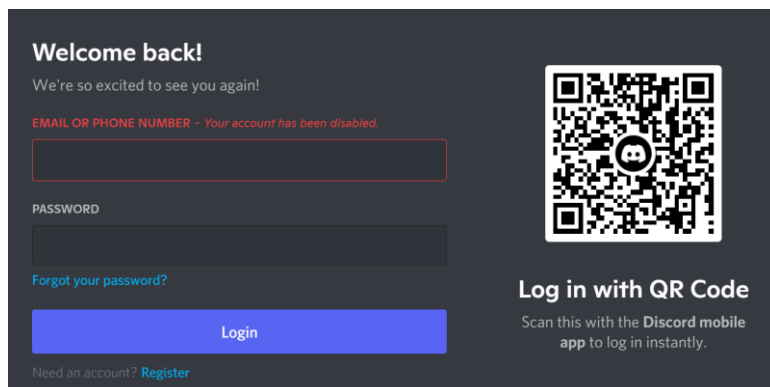 Welcome back!
We're so excited to see you again!
EMAIL OR PHONE NUMBER - Your account has been disabled.
PASSWORD
Forgot your password?
Login
Need an account? Register
Log in with QR Code
Scan this with the Discord mobile
app to log in instantly.